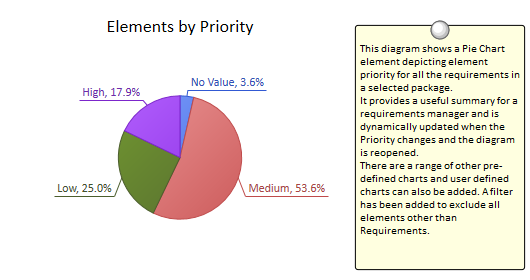 Elements by Priority
No Value, 3.6%
High, 17.9%
Low, 25.0%
Medium, 53.6%
This diagram shows a Pie Chart
element depicting element
priority for all the requirements in
a selected package.
It provides a useful summary for a
requirements manager and is
dynamically updated when the
Priority changes and the diagram
is reopened.
There are a range of other pre-
defined charts and user defined
charts can also be added. A filter
has been added to exclude all
elements other than
Requirements.